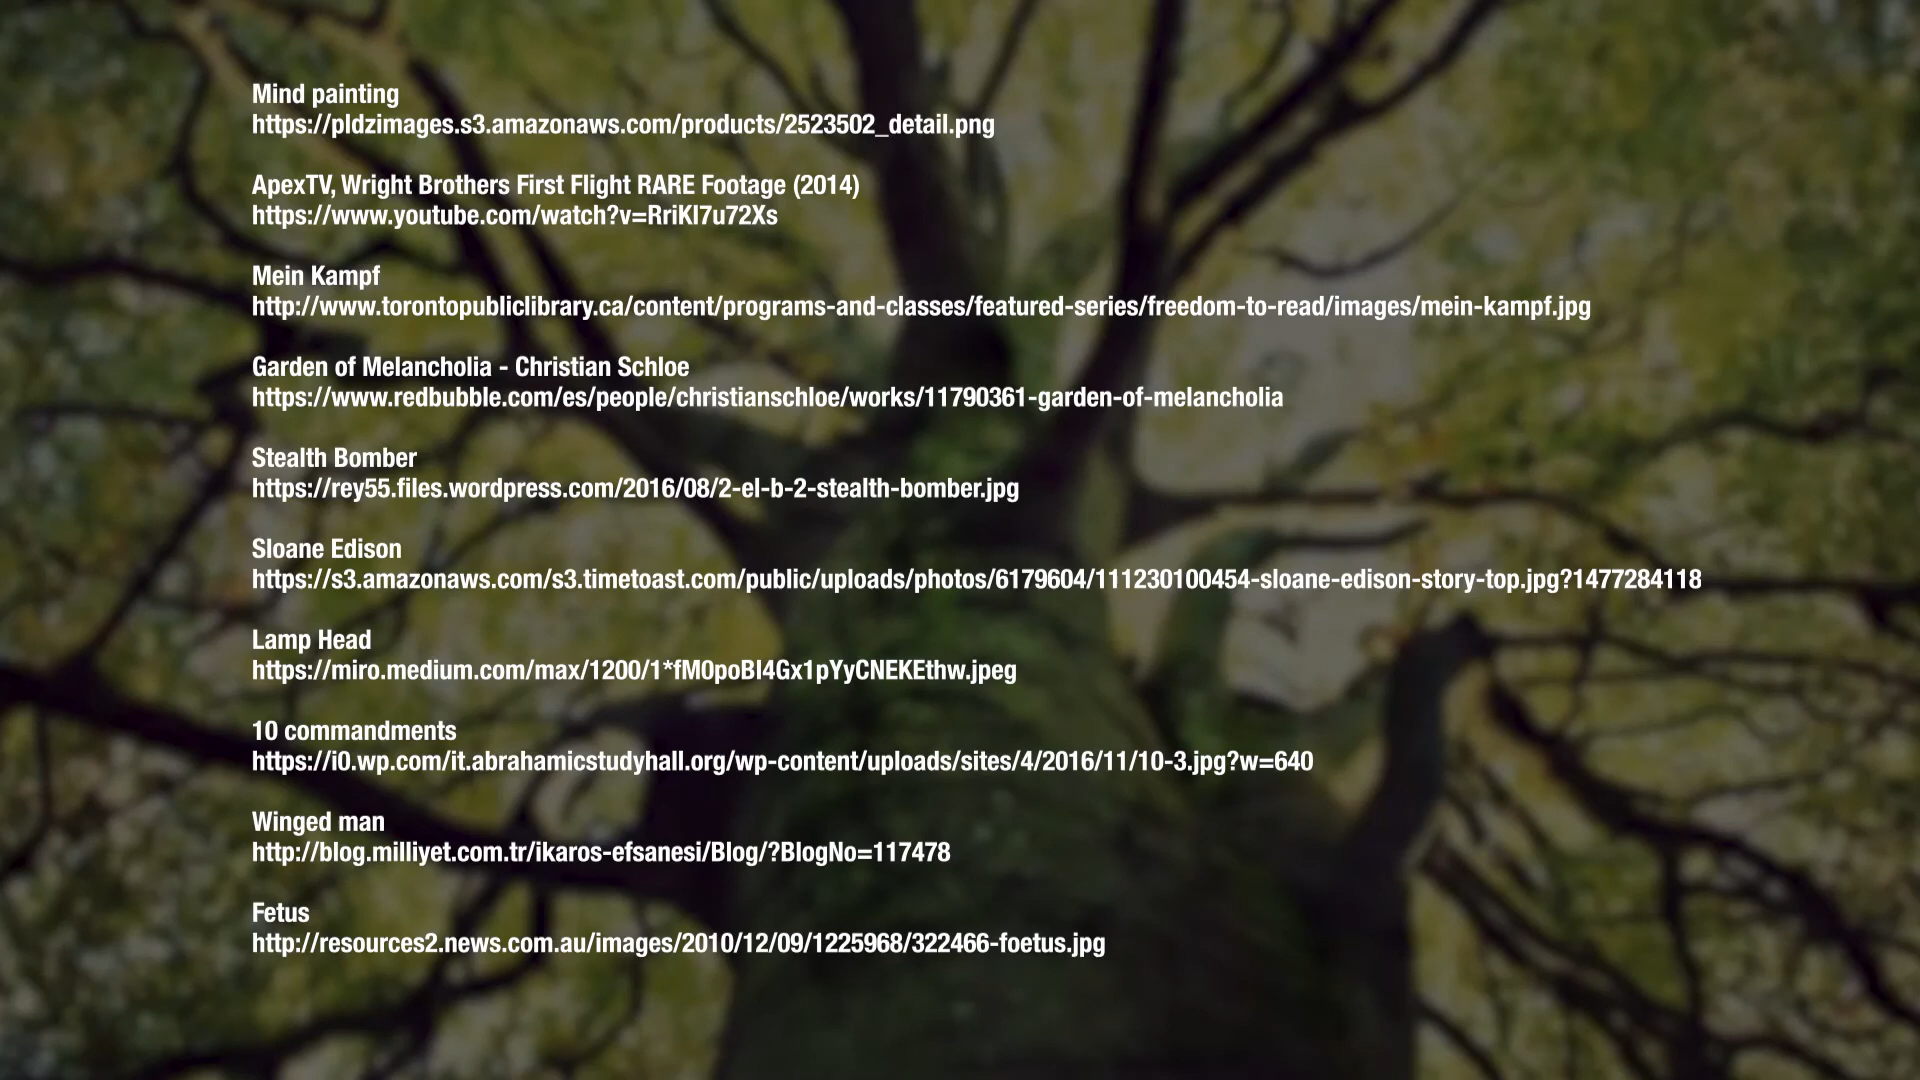 Mind painting
https://pldzimages.s3.amazonaws.com/products/2523502_detail.png
ApexTV, Wright Brothers First Flight RARE Footage (2014)
https://www.youtube.com/watch?v=RriKI7u72Xs
Mein Kampf
http://www.torontopubliclibrary.ca/content/programs-and-classes/featured-series/freedom-to-read/images/mein-kampf.jpg
Garden of Melancholia - Christian Schloe
https://www.redbubble.com/es/people/christianschloe/works/11790361-garden-of-melancholia
Stealth Bomber
https://rey55.files.wordpress.com/2016/08/2-el-b-2-stealth-bomber.jpg
Sloane Edison
https://s3.amazonaws.com/s3.timetoast.com/public/uploads/photos/6179604/111230100454-sloane-edison-story-top.jpg?1477284118
Lamp Head
https://miro.medium.com/max/1200/1*fM0poBI4Gx1pYyCNEKEthw.jpeg
10 commandments
https://i0.wp.com/it.abrahamicstudyhall.org/wp-content/uploads/sites/4/2016/11/10-3.jpg?w=640
Winged man
http://blog.milliyet.com.tr/ikaros-efsanesi/Blog/?BlogNo=117478
Fetus
http://resources2.news.com.au/images/2010/12/09/1225968/322466-foetus.jpg